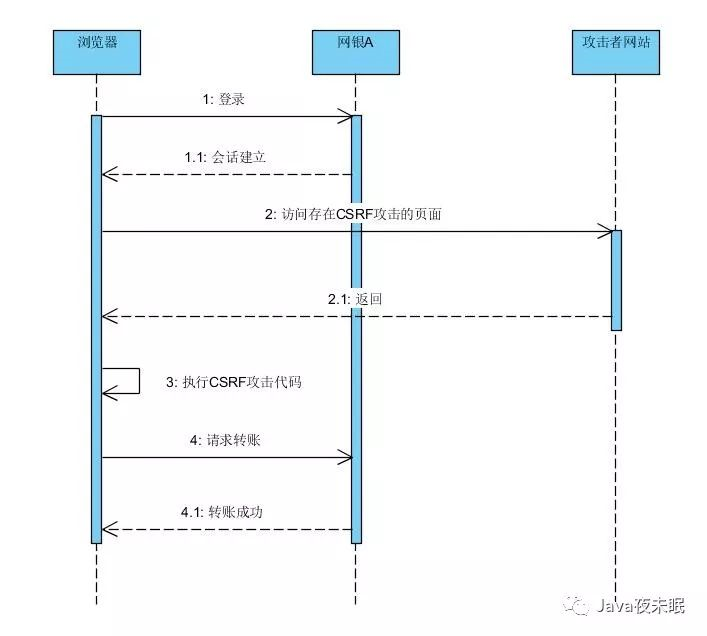 浏览器
网银A
攻击者网站
1: 登录
1.1: 会话建立
2: 访问存在CSRF攻击的页面
2.1: 返回
3: 执行CSRF攻击代码
4: 请求转账
4.1: 转账成功
Java夜未眠